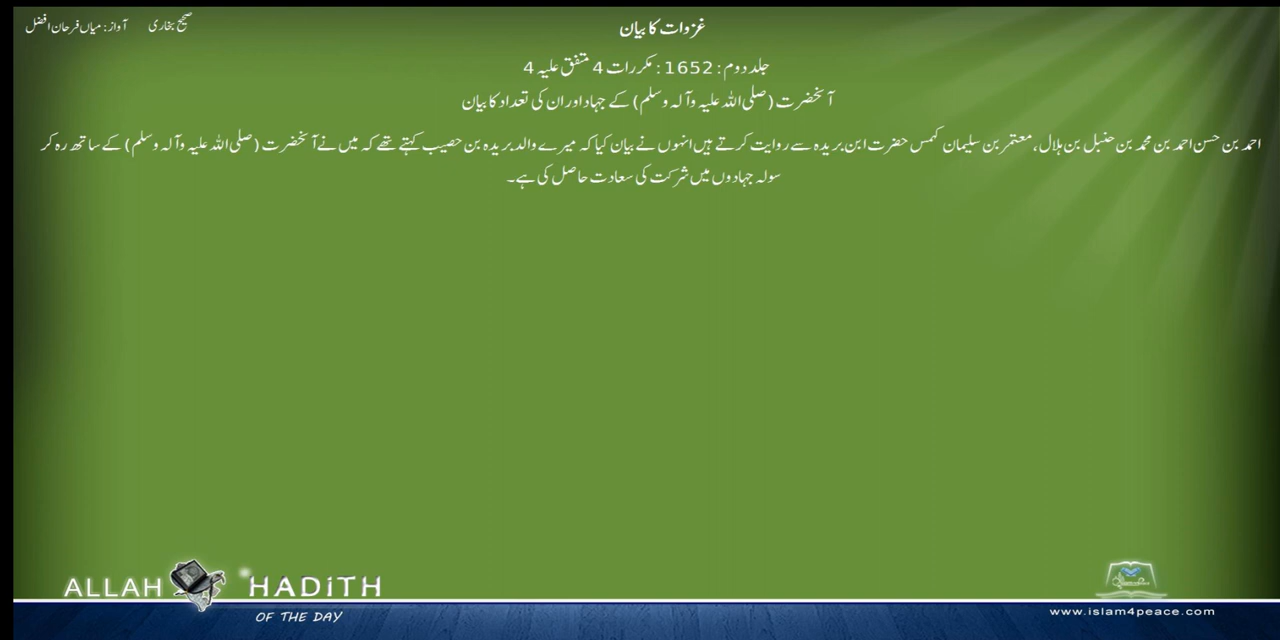 غزوات کا بیان
صحیح بخاری
آواز: میاں فرحان افضل
جلد دوم : 1652 : مکررات 4 متفق علیہ 4
آنحضرت (صلی اللہ علیہ وآلہ وسلم) کے جہاد اور ان کی تعداد کا بیان
احمد بن حسن احمد بن محمد بن حنبل بن ہلال، معتمر بن سلیمان کہمس حضرت ابن بریدہ سے روایت کرتے ہیں انہوں نے بیان کیا کہ میرے والد بریدہ بن حصیب کہتے تھے کہ میں نے آنحضرت (صلی اللہ علیہ وآلہ وسلم) کے ساتھ رہ کر
سولہ جہادوں میں شرکت کی سعادت حاصل کی ہے۔
ALLAH HADITH
OF THE DAY
www.islam4peace.com